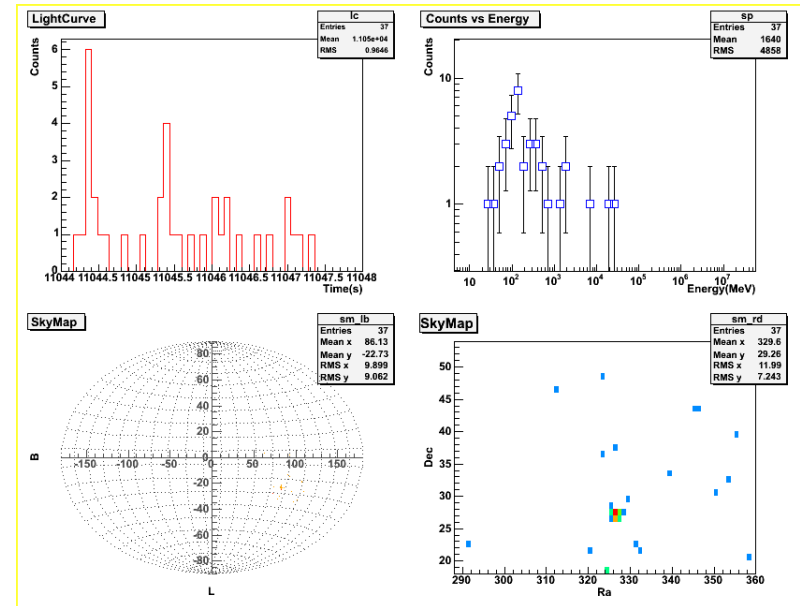 LightCurve
lc
Entries 37
Mean 1.105e+04
RMS 0.9646
Counts
6
5
4
3
2
1
0
11044 11044.5 11045 11045.5 11046 11046.5 11047 11047.5 11048
Time(s)
Counts vs Energy
sp
Entries 37
Mean 1640
RMS 4858
Counts
10
1
10 10² 10³ 10⁴ 10⁵ 10⁶ 10⁷
Energy(MeV)
SkyMap
sm_lb
Entries 37
Mean x 86.13
Mean y -22.73
RMS x 9.899
RMS y 9.062
B
80
60
40
20
0
-150 -100 -50 0 50 100 150
-20
-40
-60
-80
L
SkyMap
sm_rd
Entries 37
Mean x 329.6
Mean y 29.26
RMS x 11.99
RMS y 7.243
Dec
50
45
40
35
30
25
20
290 300 310 320 330 340 350 360
Ra